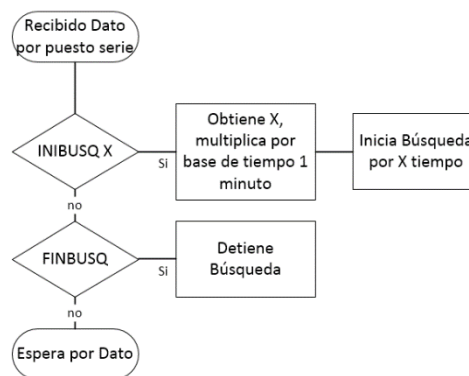 Recibido Dato
por puesto serie
INIBUSQ X
Si
Obtiene X,
multiplica por
base de tiempo 1
minuto
Inicia Búsqueda
por X tiempo
no
FINBUSQ
Si
Detiene
Búsqueda
no
Espera por Dato